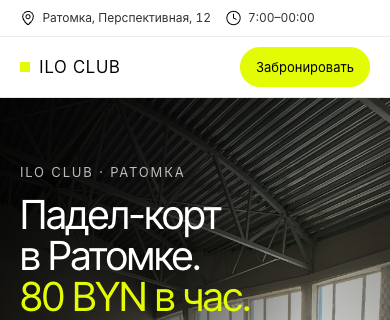 Ратомка, Перспективная, 12 7:00–00:00
ILO CLUB Забронировать
ILO CLUB · РАТОМКА
Падел-корт
в Ратомке.
80 BYN в час.